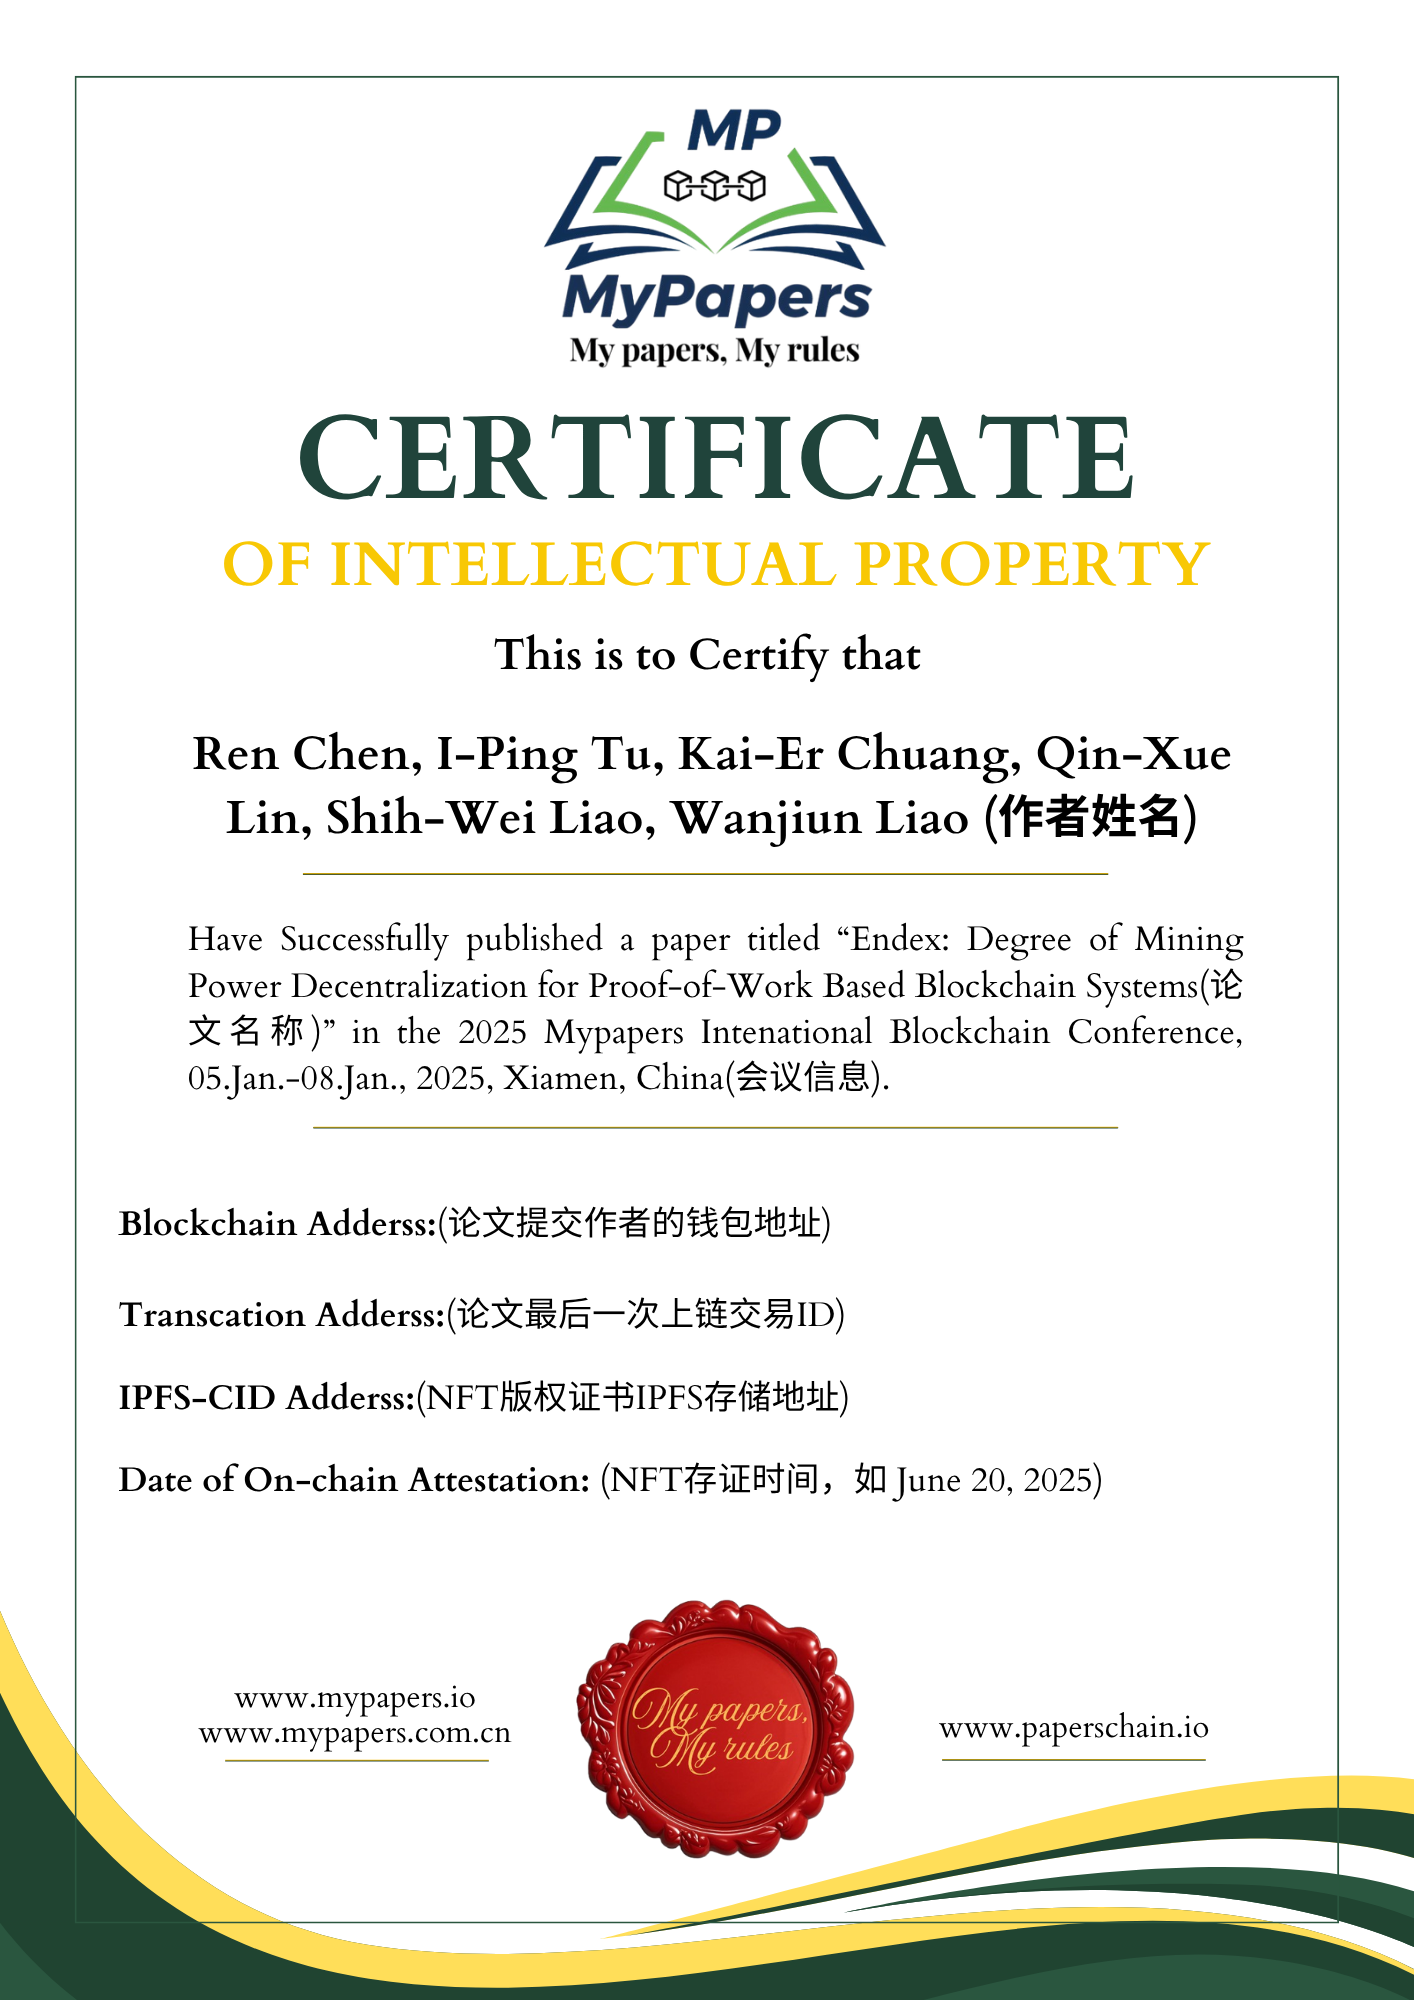 MP
MyPapers
My papers, My rules
CERTIFICATE
OF INTELLECTUAL PROPERTY
This is to Certify that
Ren Chen, I-Ping Tu, Kai-Er Chuang, Qin-Xue
Lin, Shih-Wei Liao, Wanjiun Liao (作者姓名)
Have Successfully published a paper titled “Endex: Degree of Mining
Power Decentralization for Proof-of-Work Based Blockchain Systems(论
文名称)” in the 2025 Mypapers Intenational Blockchain Conference,
05.Jan.-08.Jan., 2025, Xiamen, China(会议信息).
Blockchain Adderss:(论文提交作者的钱包地址)
Transcation Adderss:(论文最后一次上链交易ID)
IPFS-CID Adderss:(NFT版权证书IPFS存储地址)
Date of On-chain Attestation: (NFT存证时间，如 June 20, 2025)
www.mypapers.io
www.mypapers.com.cn
My papers,
My rules
www.paperschain.io